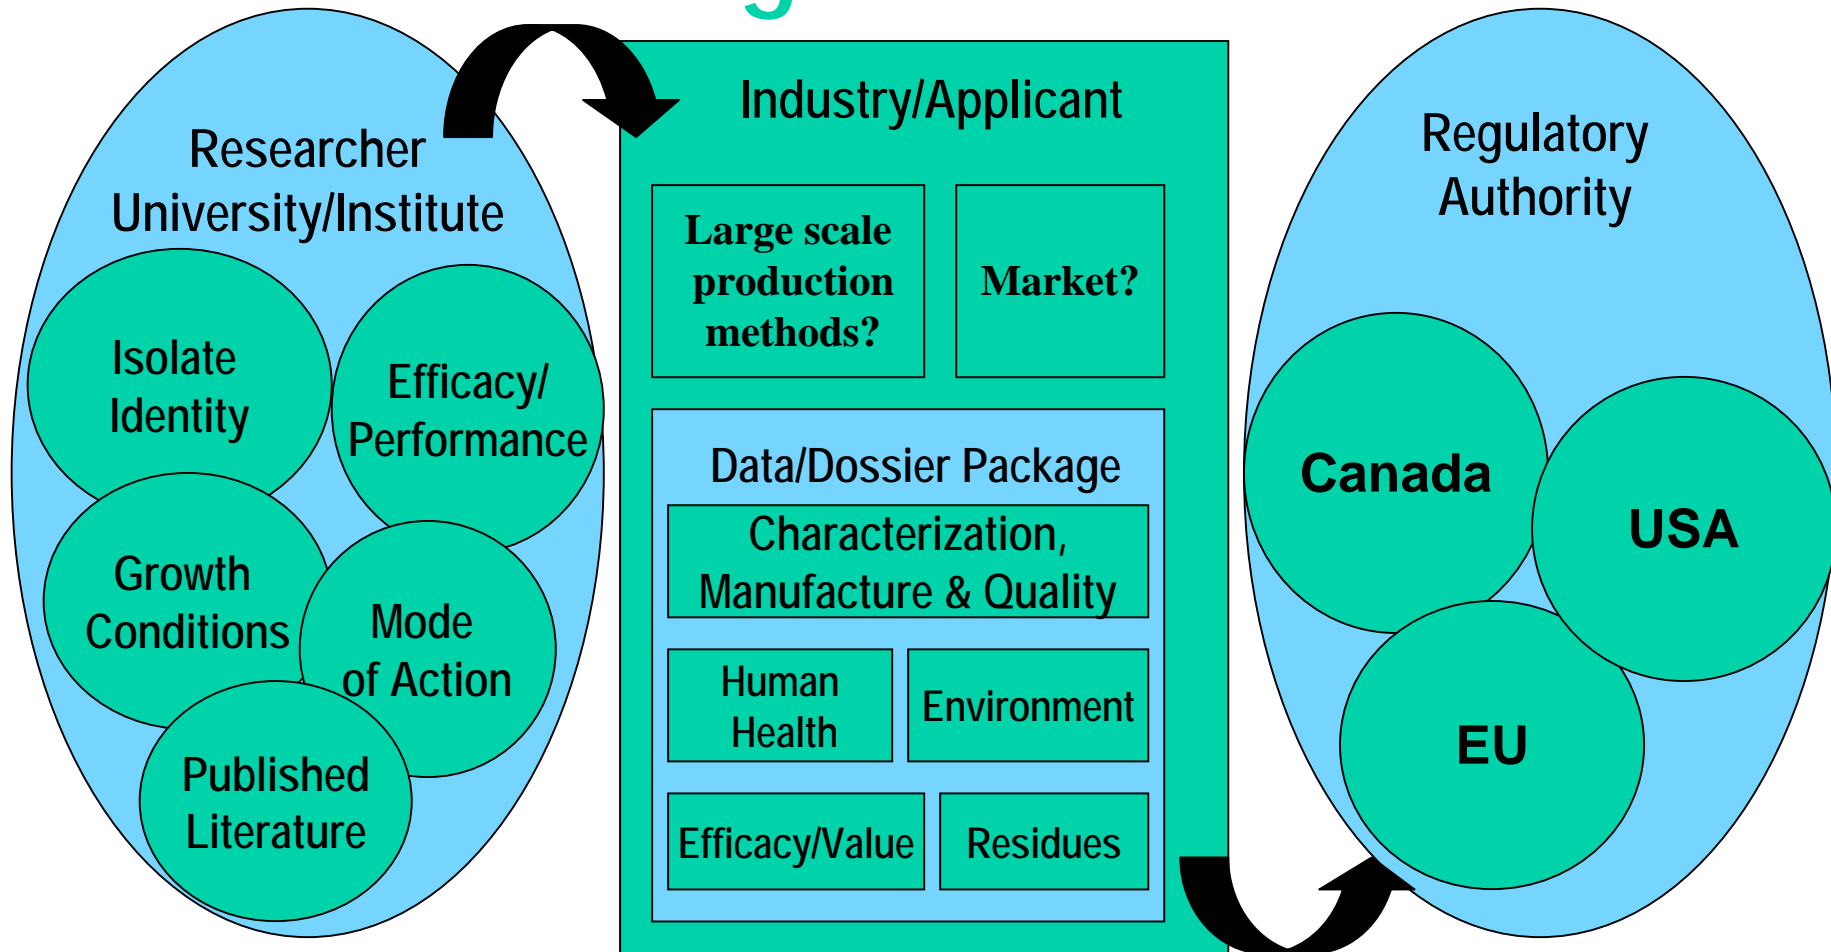 Researcher
University/Institute
Isolate
Identity
Efficacy/
Performance
Growth
Conditions
Mode
of Action
Published
Literature
Industry/Applicant
Large scale
production
methods?
Market?
Data/Dossier Package
Characterization,
Manufacture & Quality
Human
Health
Environment
Efficacy/Value
Residues
Regulatory
Authority
Canada
USA
EU